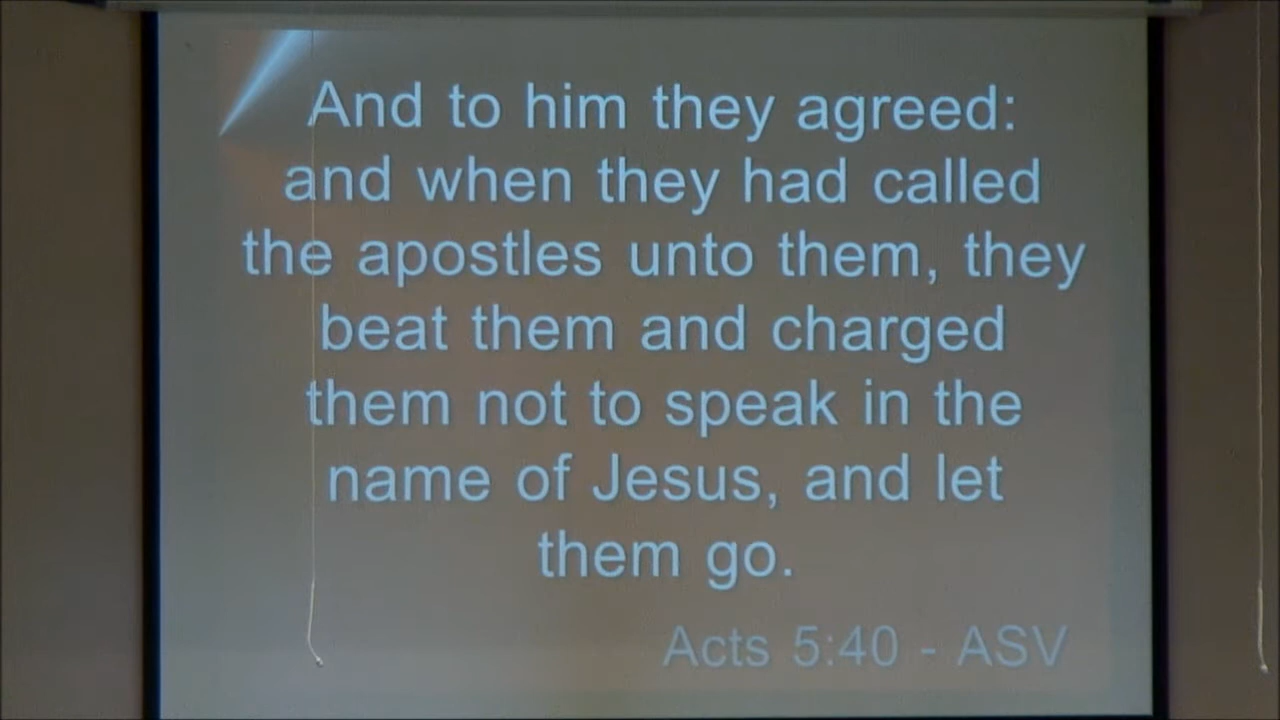 And to him they agreed:
and when they had called
the apostles unto them, they
beat them and charged
them not to speak in the
name of Jesus, and let
them go.
Acts 5:40 - ASV